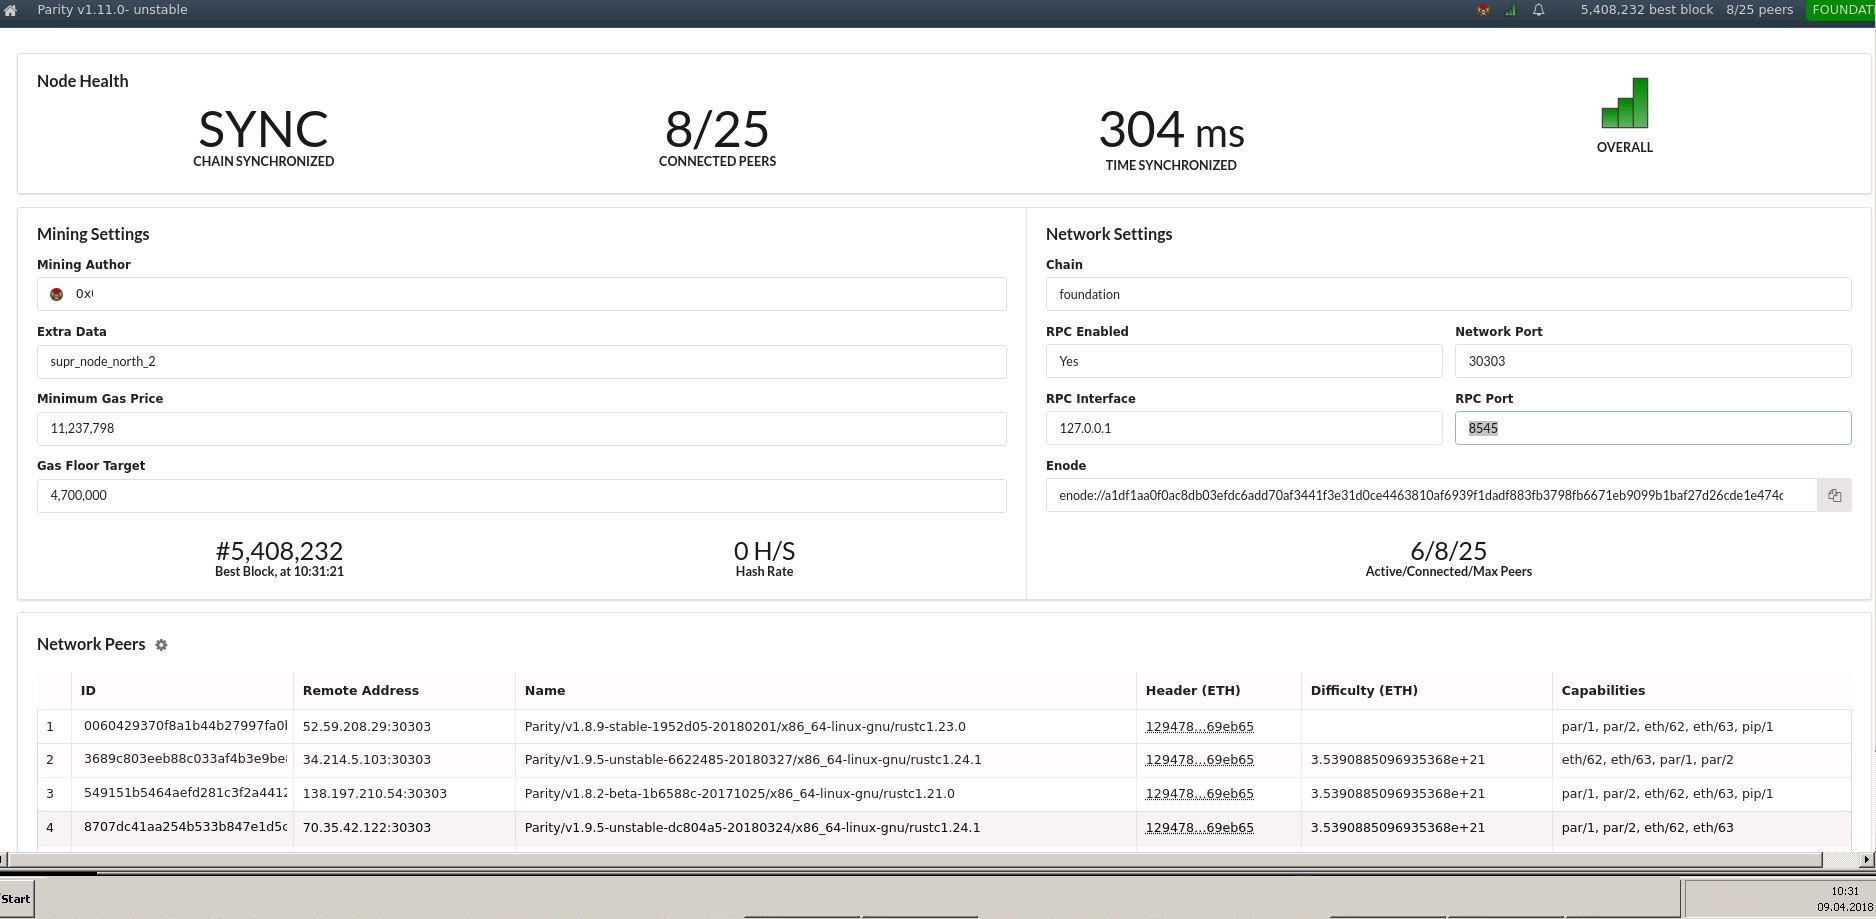 Parity v1.11.0- unstable 5,408,232 best block 8/25 peers FOUNDATI
Node Health
SYNC
CHAIN SYNCHRONIZED
8/25
CONNECTED PEERS
304 ms
TIME SYNCHRONIZED
OVERALL
Mining Settings
Mining Author
0x
Extra Data
supr_node_north_2
Minimum Gas Price
11,237,798
Gas Floor Target
4,700,000
#5,408,232
Best Block, at 10:31:21
0 H/S
Hash Rate
Network Settings
Chain
foundation
RPC Enabled Network Port
Yes 30303
RPC Interface RPC Port
127.0.0.1 8545
Enode
enode://a1df1aa0f0ac8db03efdc6add70af3441f3e31d0ce4463810af6939f1dadf883fb3798fb6671eb9099b1baf27d26cde1e474c
6/8/25
Active/Connected/Max Peers
Network Peers
ID Remote Address Name Header (ETH) Difficulty (ETH) Capabilities
1 0060429370f8a1b44b27997fa0 52.59.208.29:30303 Parity/v1.8.9-stable-1952d05-20180201/x86_64-linux-gnu/rustc1.23.0 129478...69eb65 par/1, par/2, eth/62, eth/63, pip/1
2 3689c803eeb88c033af4b3e9be 34.214.5.103:30303 Parity/v1.9.5-unstable-6622485-20180327/x86_64-linux-gnu/rustc1.24.1 129478...69eb65 3.5390885096935368e+21 eth/62, eth/63, par/1, par/2
3 549151b5464aefd281c3f2a4412 138.197.210.54:30303 Parity/v1.8.2-beta-1b6588c-20171025/x86_64-linux-gnu/rustc1.21.0 129478...69eb65 3.5390885096935368e+21 par/1, par/2, eth/62, eth/63, pip/1
4 8707dc41aa254b533b847e1d5c 70.35.42.122:30303 Parity/v1.9.5-unstable-dc804a5-20180324/x86_64-linux-gnu/rustc1.24.1 129478...69eb65 3.5390885096935368e+21 par/1, par/2, eth/62, eth/63
Start
10:31
09.04.2018